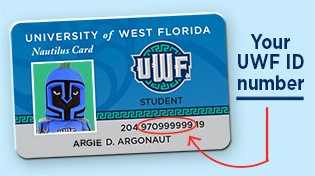 UNIVERSITY of WEST FLORIDA
Nautilus Card
UWF
STUDENT
204 970999999 19
ARGIE D. ARGONAUT
Your
UWF ID
number